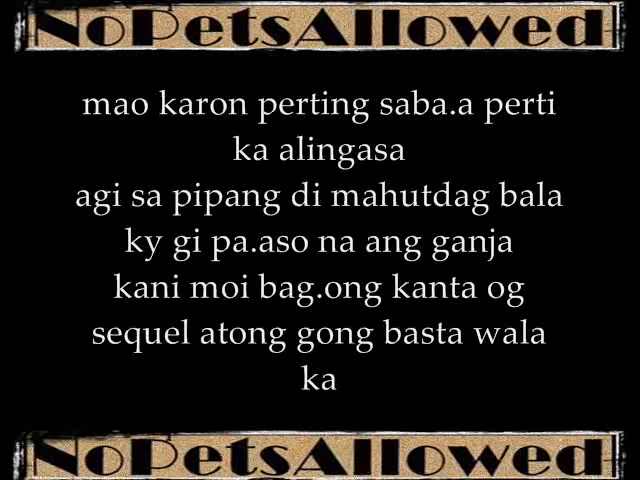 NoPetsAllowed
mao karon perting saba.a perti
ka alingasa
agi sa pipang di mahutdag bala
ky gi pa.aso na ang ganja
kani moi bag.ong kanta og
sequel atong gong basta wala
ka
NoPetsAllowed